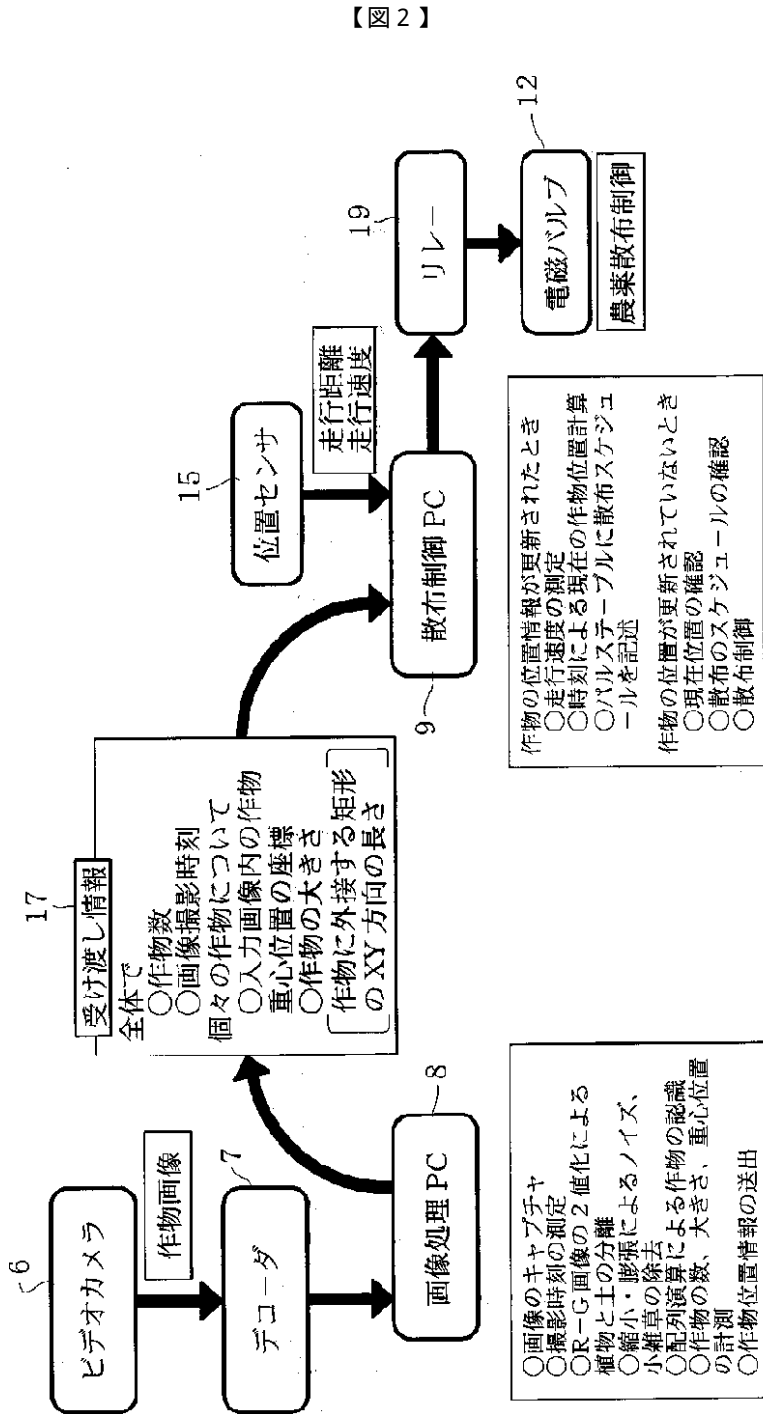 【図２】
6
ビデオカメラ
作物画像
7
デコーダ
8
画像処理PC
○画像のキャプチャ
○撮影時刻の測定
○R-G画像の２値化による
植物と土の分離
○縮小・膨張によるノイズ、
小雑草の除去
○配列演算による作物の認識
○作物の数、大きさ、重心位置
の計測
○作物位置情報の送出
17
受け渡し情報
全体で
○作物数
○画像撮影時刻
個々の作物について
○入力画像内の作物
重心位置の座標
○作物の大きさ
作物に外接する矩形
のXY方向の長さ
15
位置センサ
走行距離
走行速度
9
散布制御PC
作物の位置情報が更新されたとき
○走行速度の測定
○時刻による現在の作物位置計算
○パルステーブルに散布スケジュ
ールを記述
作物の位置が更新されていないとき
○現在位置の確認
○散布のスケジュールの確認
○散布制御
19
リレー
12
電磁バルブ
農薬散布制御